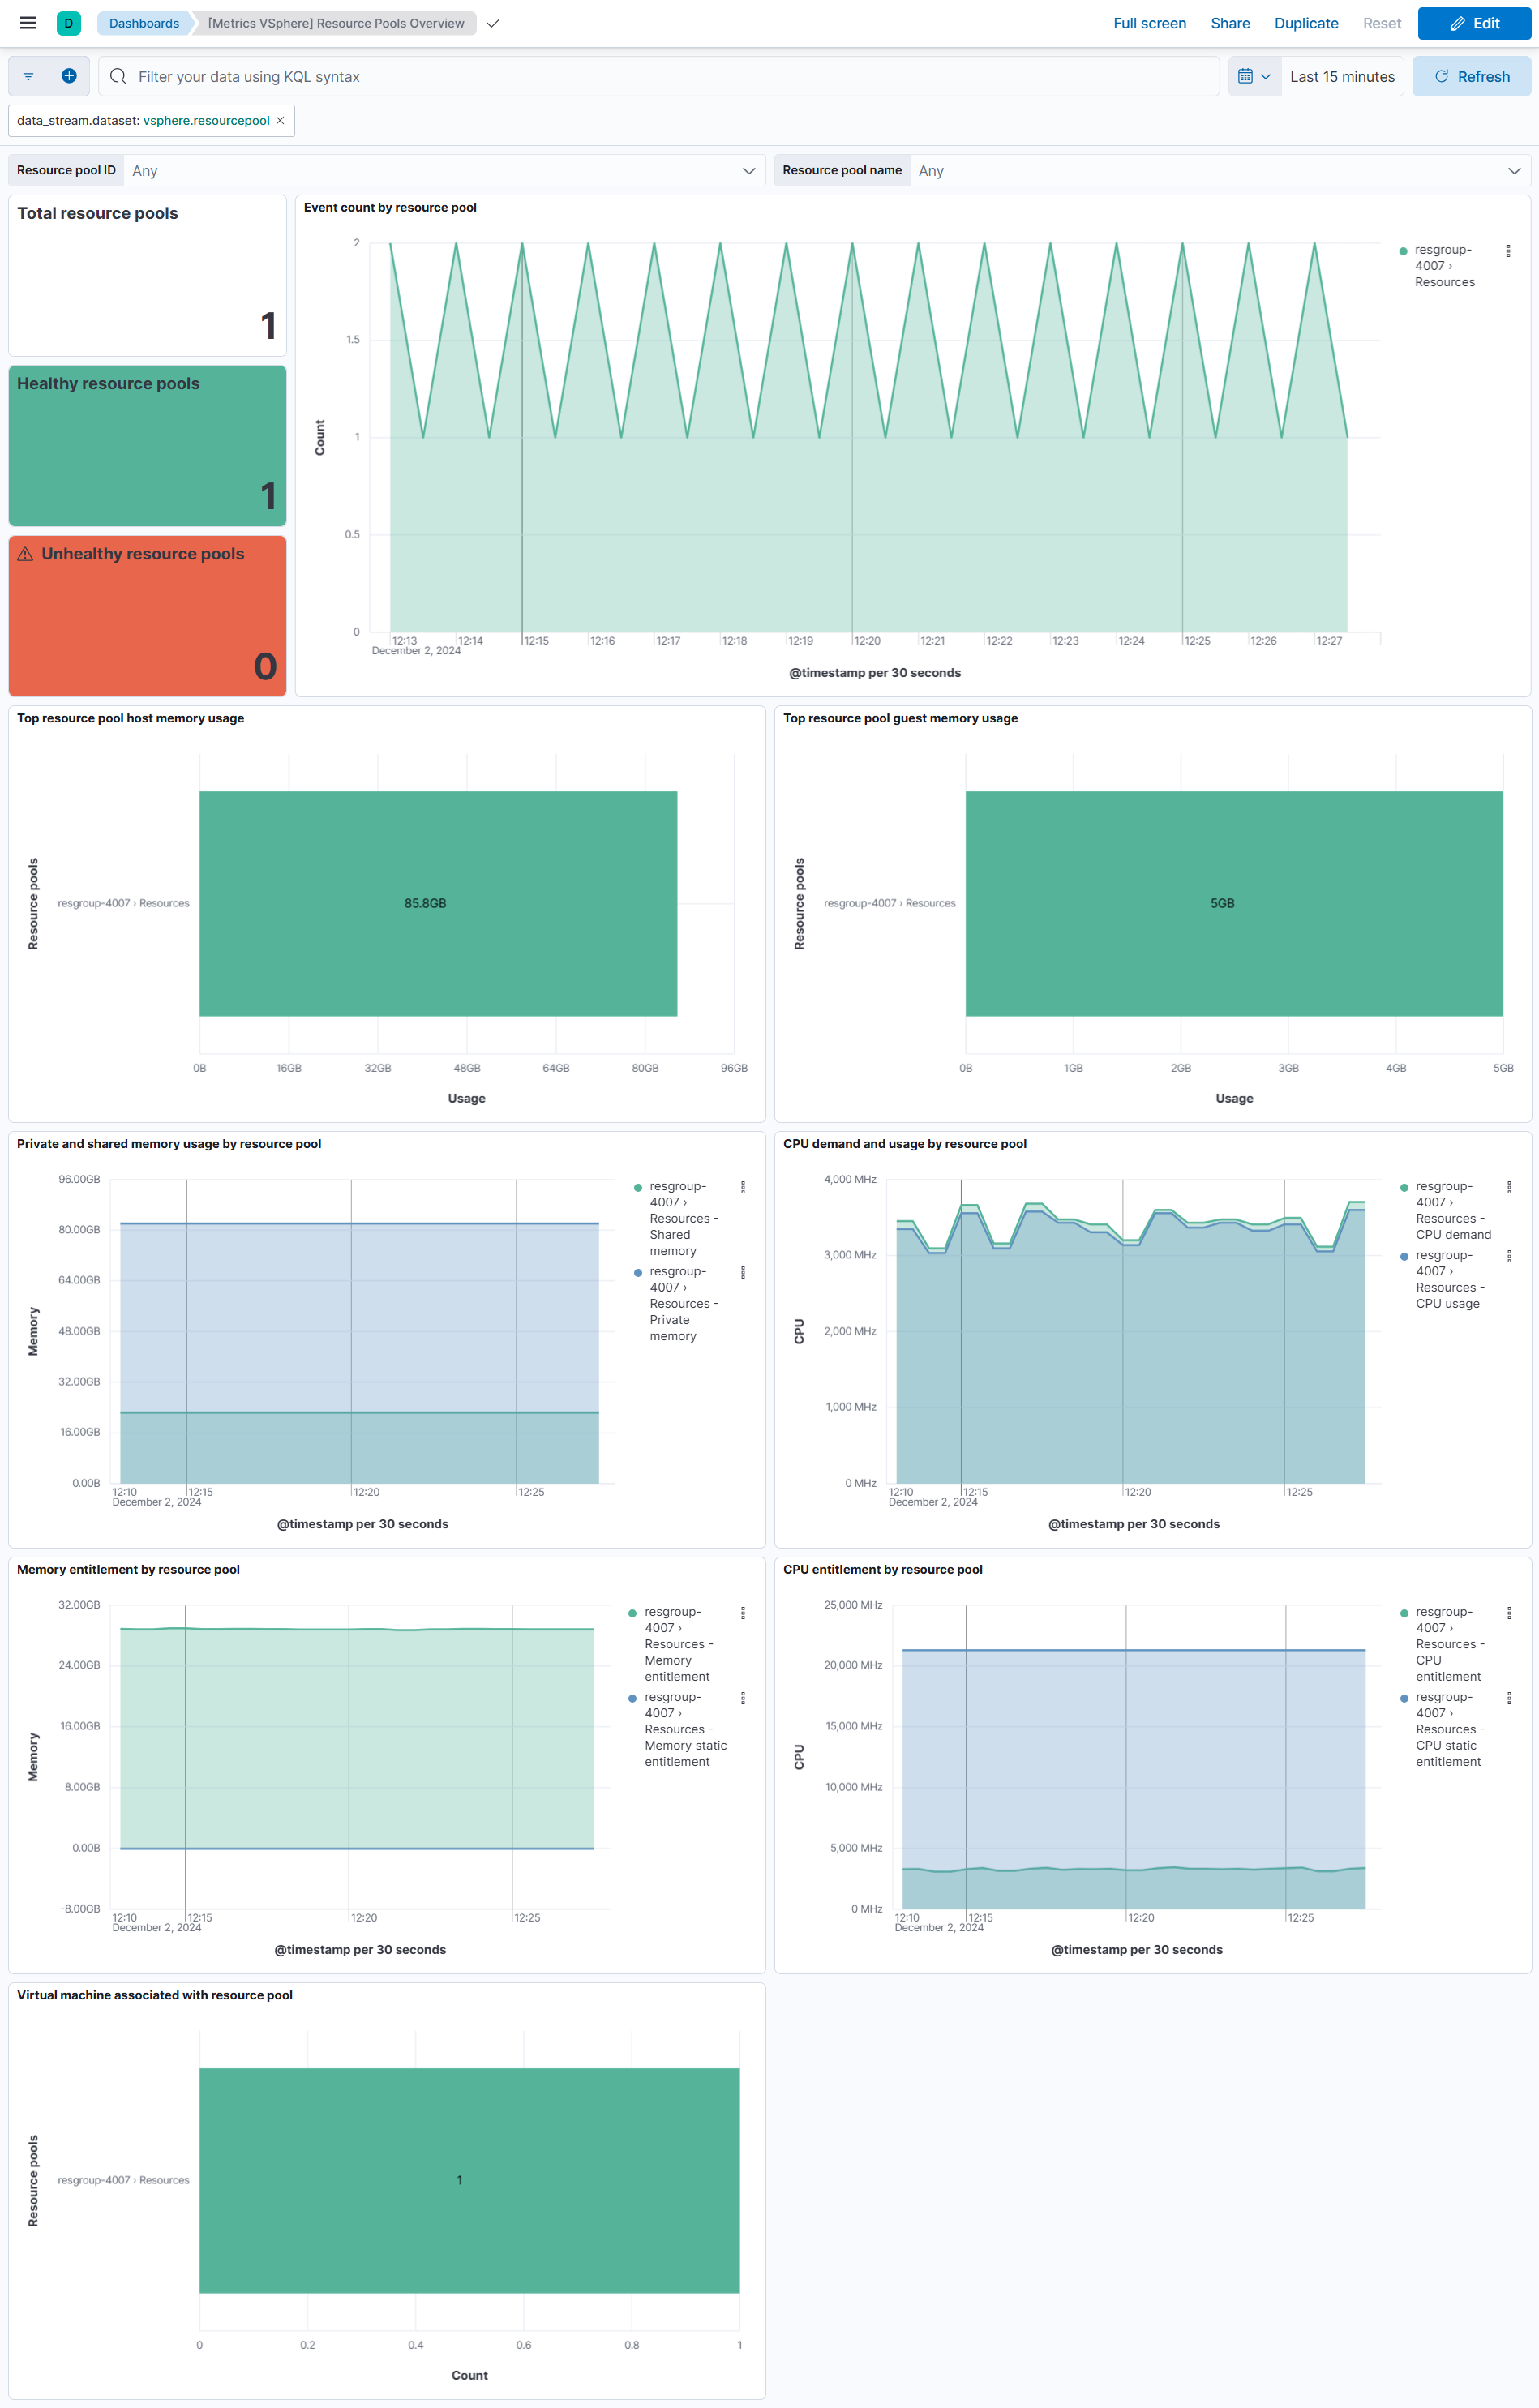 D
Dashboards
[Metrics VSphere] Resource Pools Overview
Full screen
Share
Duplicate
Reset
Edit
Filter your data using KQL syntax
Last 15 minutes
Refresh
data_stream.dataset: vsphere.resourcepool
Resource pool ID
Any
Resource pool name
Any
Total resource pools
1
Healthy resource pools
1
Unhealthy resource pools
0
Event count by resource pool
Count
2
1.5
1
0.5
0
12:13
12:14
12:15
12:16
12:17
12:18
12:19
12:20
12:21
12:22
12:23
12:24
12:25
12:26
12:27
December 2, 2024
@timestamp per 30 seconds
resgroup-
4007 ›
Resources
Top resource pool host memory usage
Resource pools
resgroup-4007 › Resources
85.8GB
0B
16GB
32GB
48GB
64GB
80GB
96GB
Usage
Top resource pool guest memory usage
Resource pools
resgroup-4007 › Resources
5GB
0B
1GB
2GB
3GB
4GB
5GB
Usage
Private and shared memory usage by resource pool
Memory
96.00GB
80.00GB
64.00GB
48.00GB
32.00GB
16.00GB
0.00B
12:10
12:15
12:20
12:25
December 2, 2024
@timestamp per 30 seconds
resgroup-
4007 ›
Resources -
Shared
memory
resgroup-
4007 ›
Resources -
Private
memory
CPU demand and usage by resource pool
CPU
4,000 MHz
3,000 MHz
2,000 MHz
1,000 MHz
0 MHz
12:10
12:15
12:20
12:25
December 2, 2024
@timestamp per 30 seconds
resgroup-
4007 ›
Resources -
CPU demand
resgroup-
4007 ›
Resources -
CPU usage
Memory entitlement by resource pool
Memory
32.00GB
24.00GB
16.00GB
8.00GB
0.00B
-8.00GB
12:10
12:15
12:20
12:25
December 2, 2024
@timestamp per 30 seconds
resgroup-
4007 ›
Resources -
Memory
entitlement
resgroup-
4007 ›
Resources -
Memory static
entitlement
CPU entitlement by resource pool
CPU
25,000 MHz
20,000 MHz
15,000 MHz
10,000 MHz
5,000 MHz
0 MHz
12:10
12:15
12:20
12:25
December 2, 2024
@timestamp per 30 seconds
resgroup-
4007 ›
Resources -
CPU
entitlement
resgroup-
4007 ›
Resources -
CPU static
entitlement
Virtual machine associated with resource pool
Resource pools
resgroup-4007 › Resources
1
0
0.2
0.4
0.6
0.8
1
Count